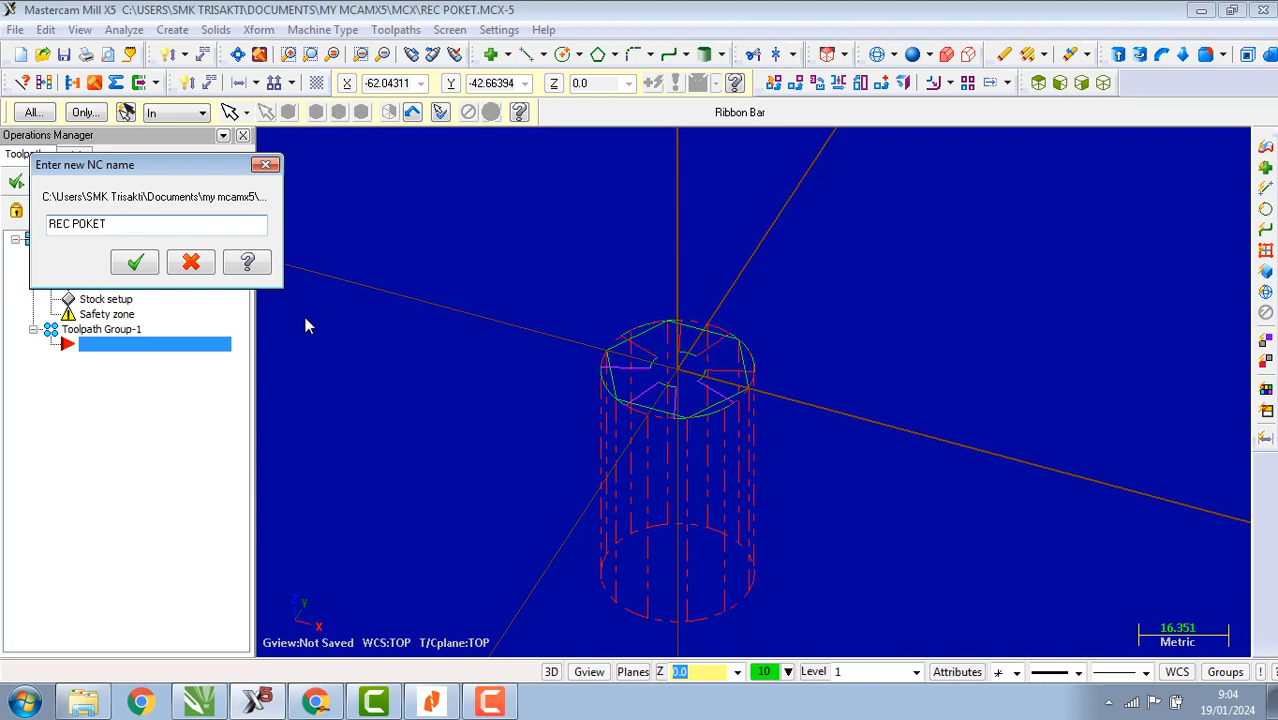 Mastercam Mill X5 C:\USERS\SMK TRISAKTI\DOCUMENTS\MY MCAMX5\MCX\REC POKET.MCX-5
File Edit View Analyze Create Solids Xform Machine Type Toolpaths Screen Settings Help
X -62.04311 Y -42.66394 Z 0.0
All... Only... In Ribbon Bar
Operations Manager
Enter new NC name
C:\Users\SMK Trisakti\Documents\my mcamx5\...
REC POKET
Stock setup
Safety zone
Toolpath Group-1
Z Y X
Gview:Not Saved WCS:TOP T/Cplane:TOP
16.351
Metric
3D Gview Planes Z 0.0 10 Level 1 Attributes WCS Groups ! ?
9:04
19/01/2024